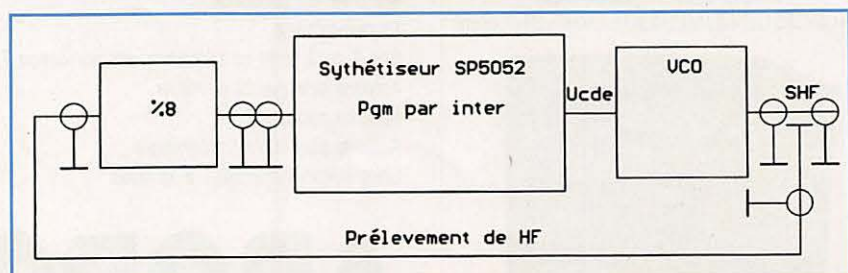 %8
Sythétiseur SP5052
Pgm par inter
Ucde
VCO
SHF
Prélevement de HF